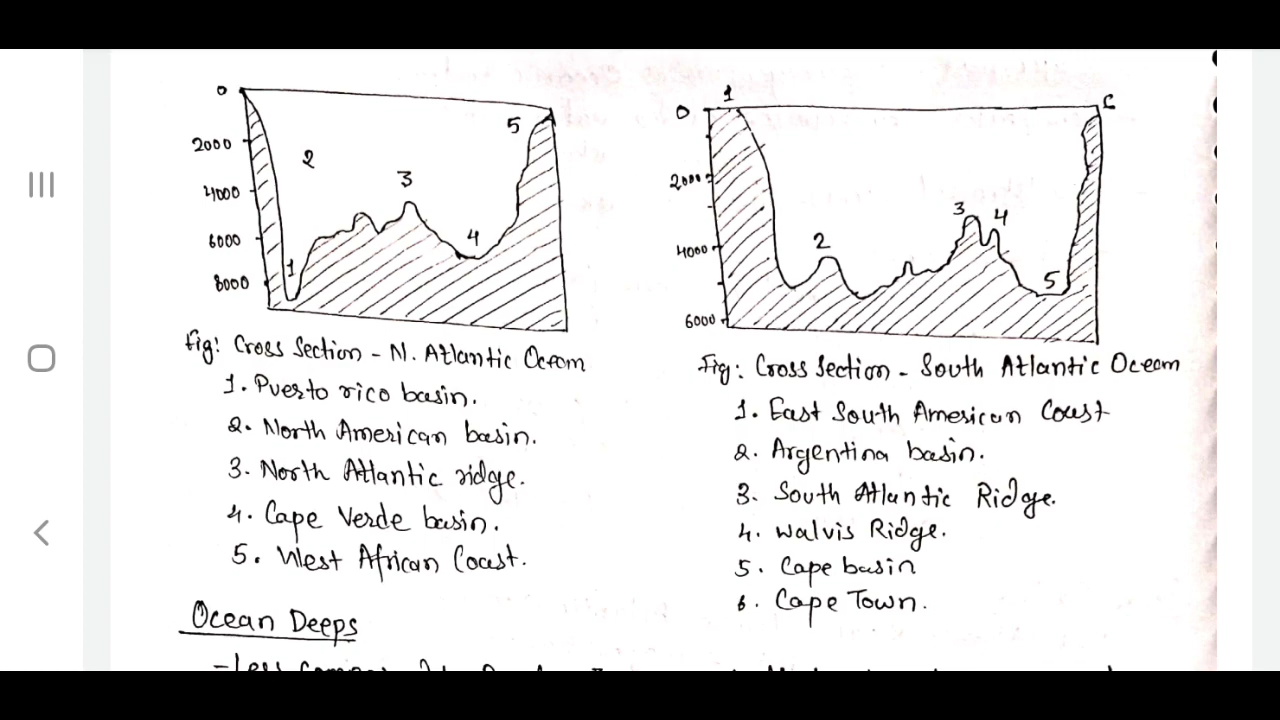 0
2000
4000
6000
8000
1
2
3
4
5
Fig: Cross Section - N. Atlantic Ocean
1. Puerto rico basin.
2. North American basin.
3. North Atlantic ridge.
4. Cape Verde basin.
5. West African Coast.
0
2000
4000
6000
1
2
3
4
5
Fig: Cross Section - South Atlantic Ocean
1. East South American Coast
2. Argentina basin.
3. South Atlantic Ridge.
4. Walvis Ridge.
5. Cape basin
6. Cape Town.
Ocean Deeps